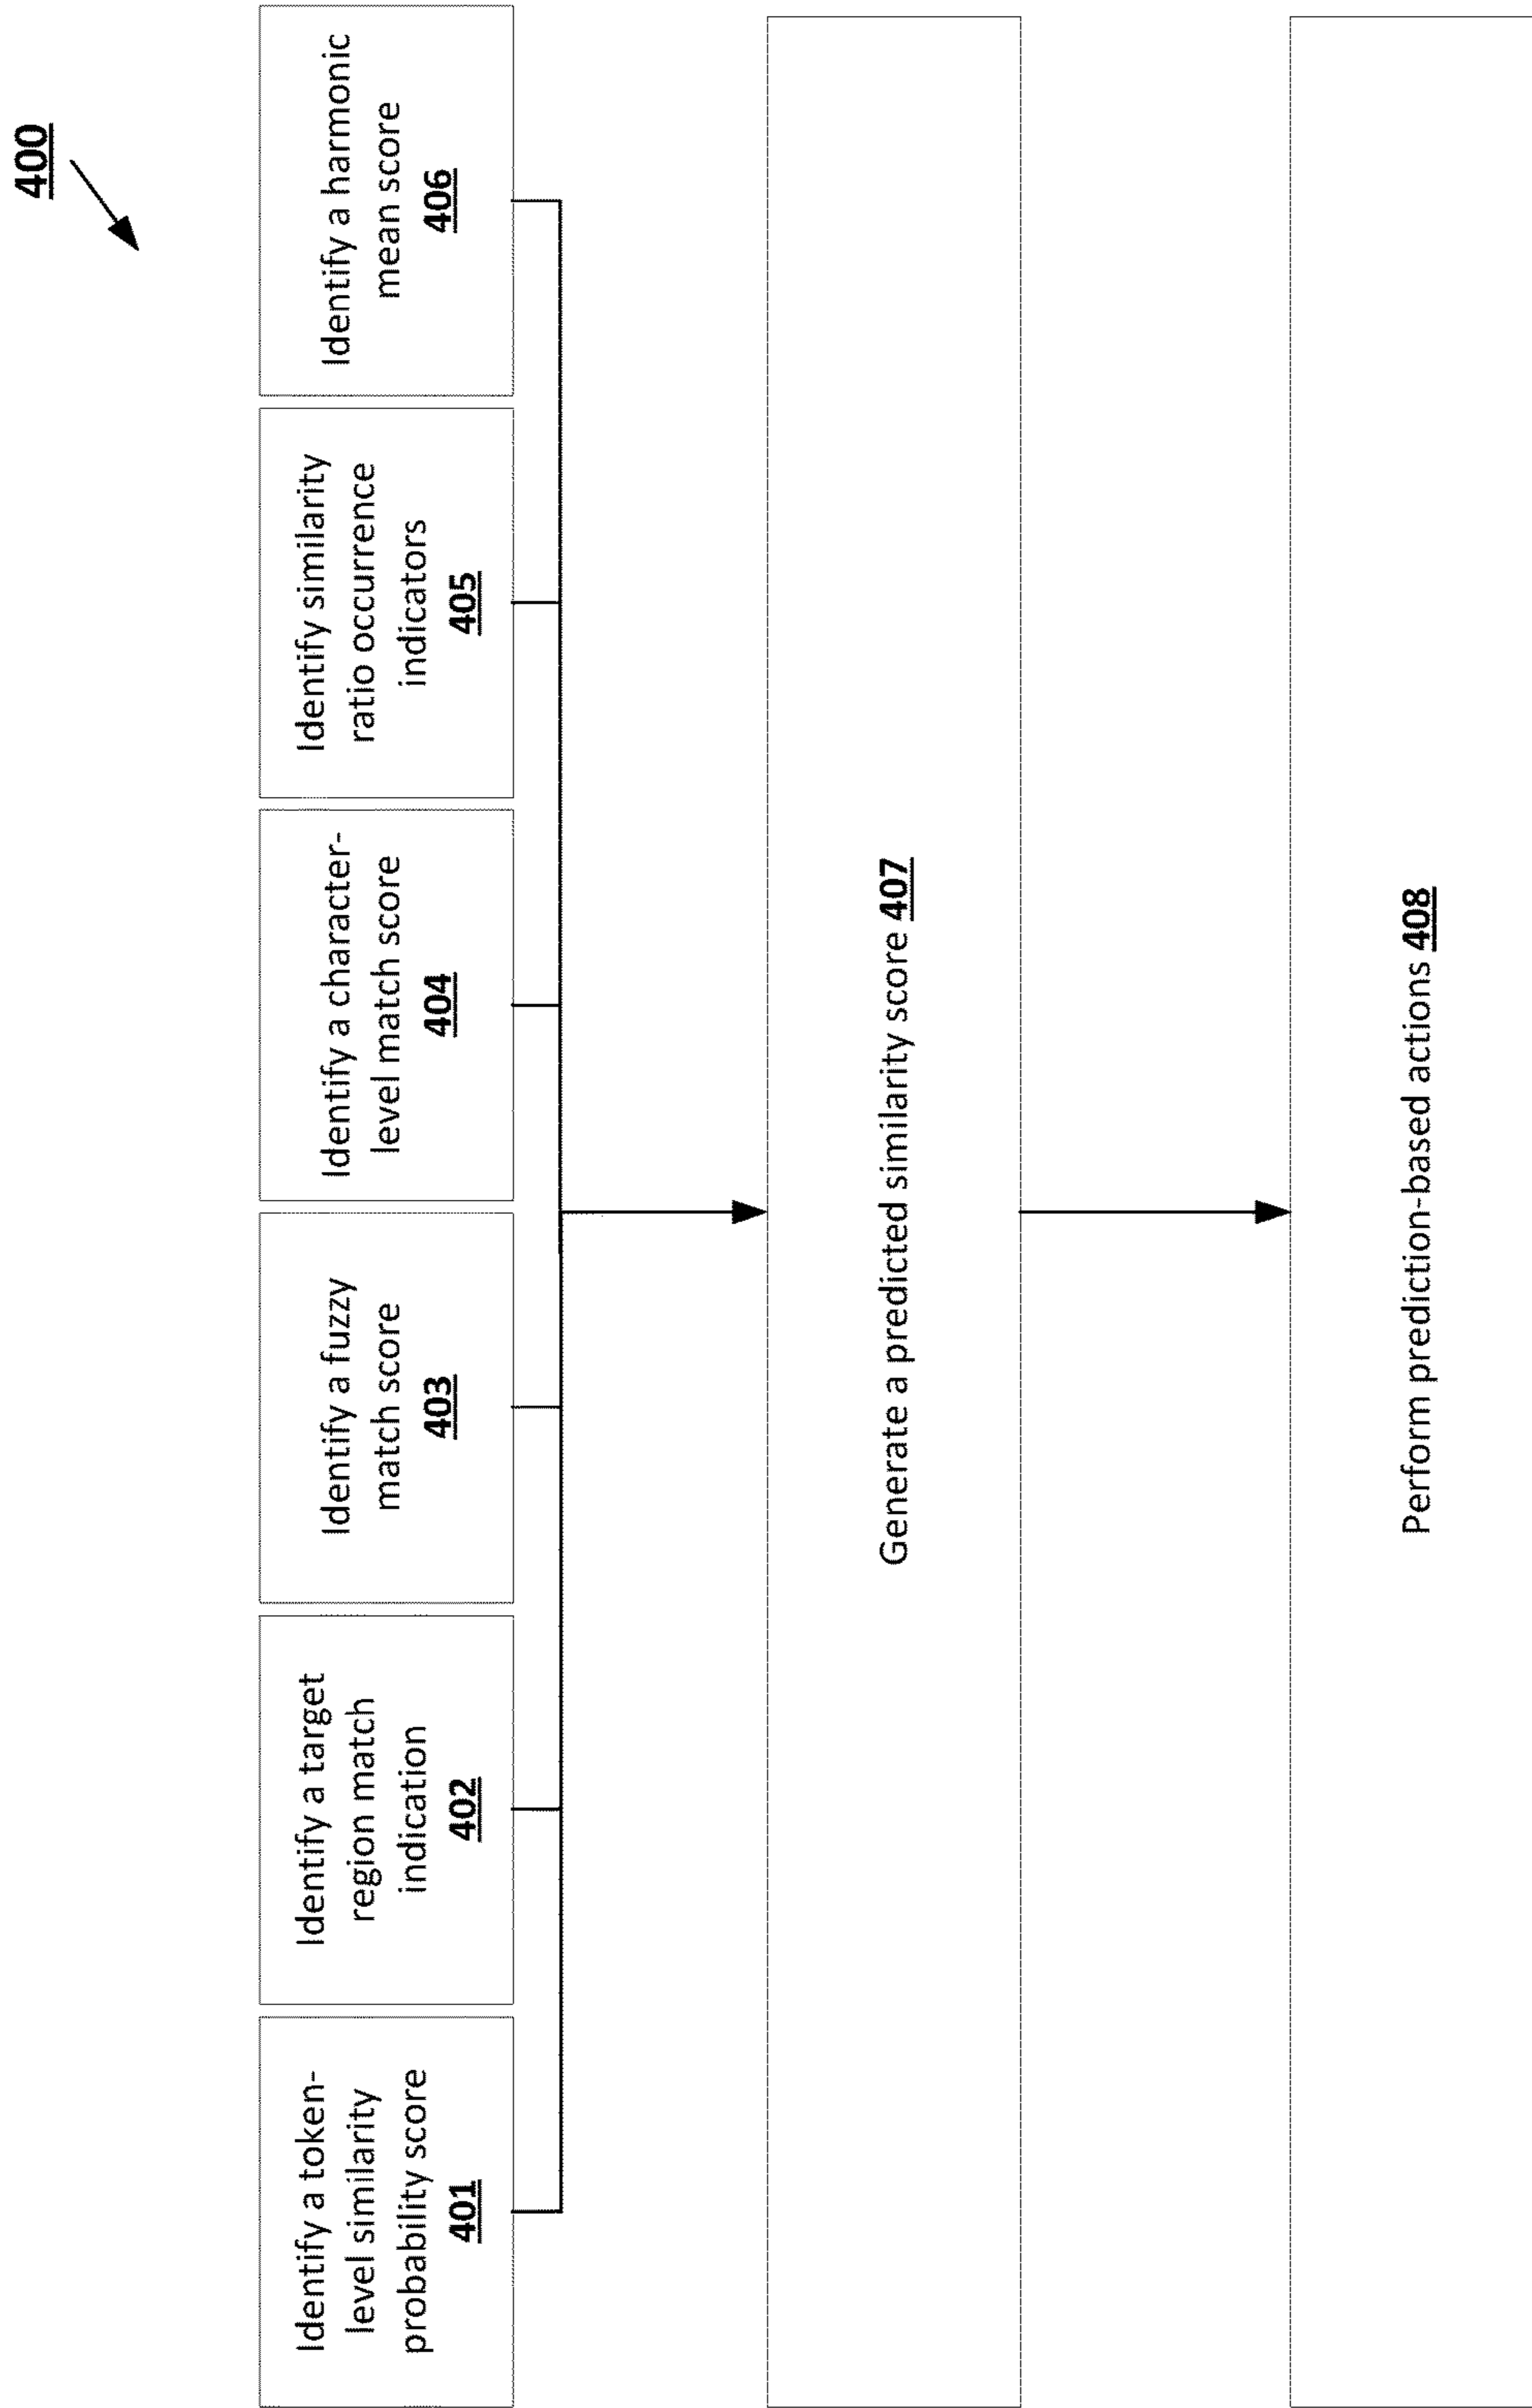 400
Identify a token-
level similarity
probability score
401
Identify a target
region match
indication
402
Identify a fuzzy
match score
403
Identify a character-
level match score
404
Identify similarity
ratio occurrence
indicators
405
Identify a harmonic
mean score
406
Generate a predicted similarity score 407
Perform prediction-based actions 408